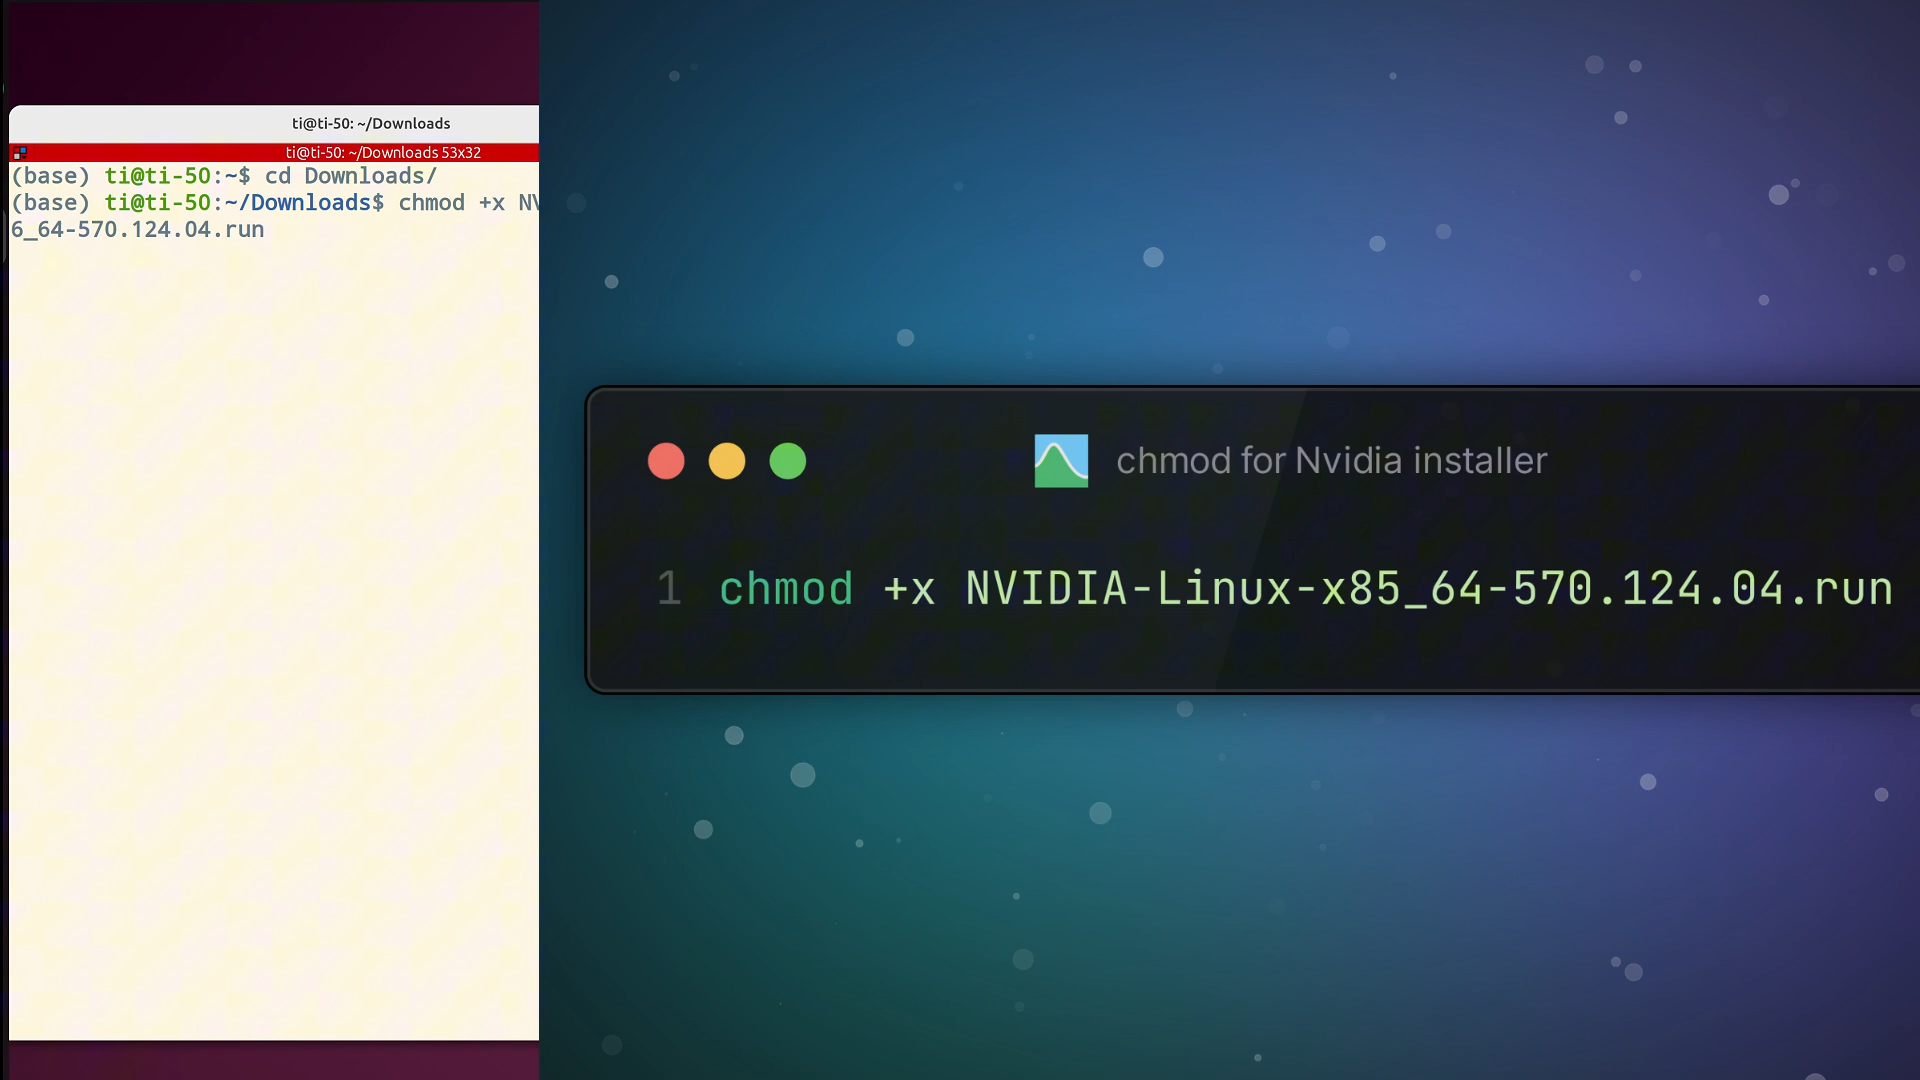 ti@ti-50: ~/Downloads
ti@ti-50: ~/Downloads 53x32
(base) ti@ti-50:~$ cd Downloads/
(base) ti@ti-50:~/Downloads$ chmod +x NV
6_64-570.124.04.run
chmod for Nvidia installer
1 chmod +x NVIDIA-Linux-x85_64-570.124.04.run